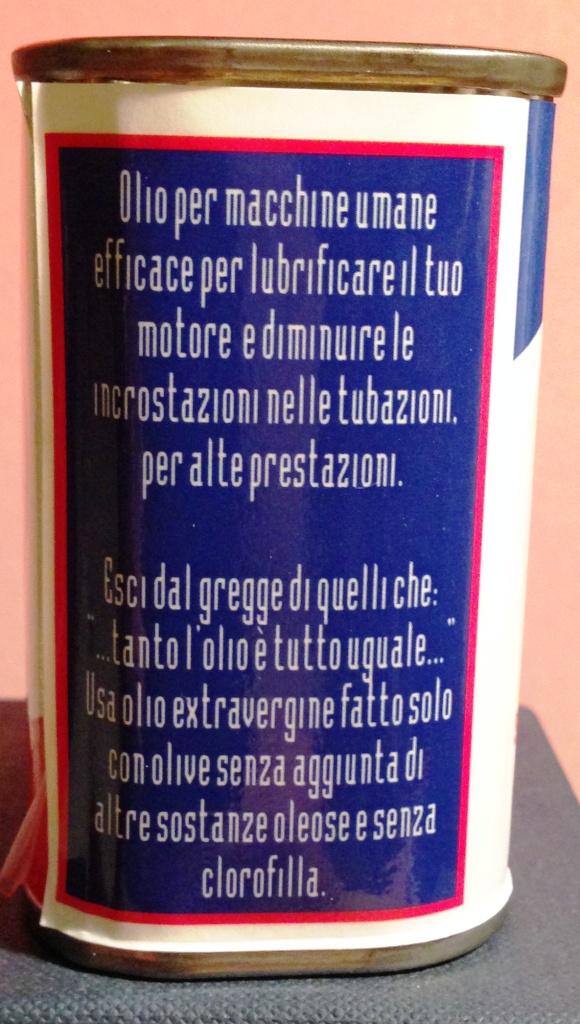 Olio per macchine umane
efficace per lubrificare il tuo
motore e diminuire le
incrostazioni nelle tubazioni.
per alte prestazioni.
Esci dal gregge di quelli che:
"...tanto l'olio è tutto uguale..."
Usa olio extravergine fatto solo
con olive senza aggiunta di
altre sostanze oleose e senza
clorofilla.